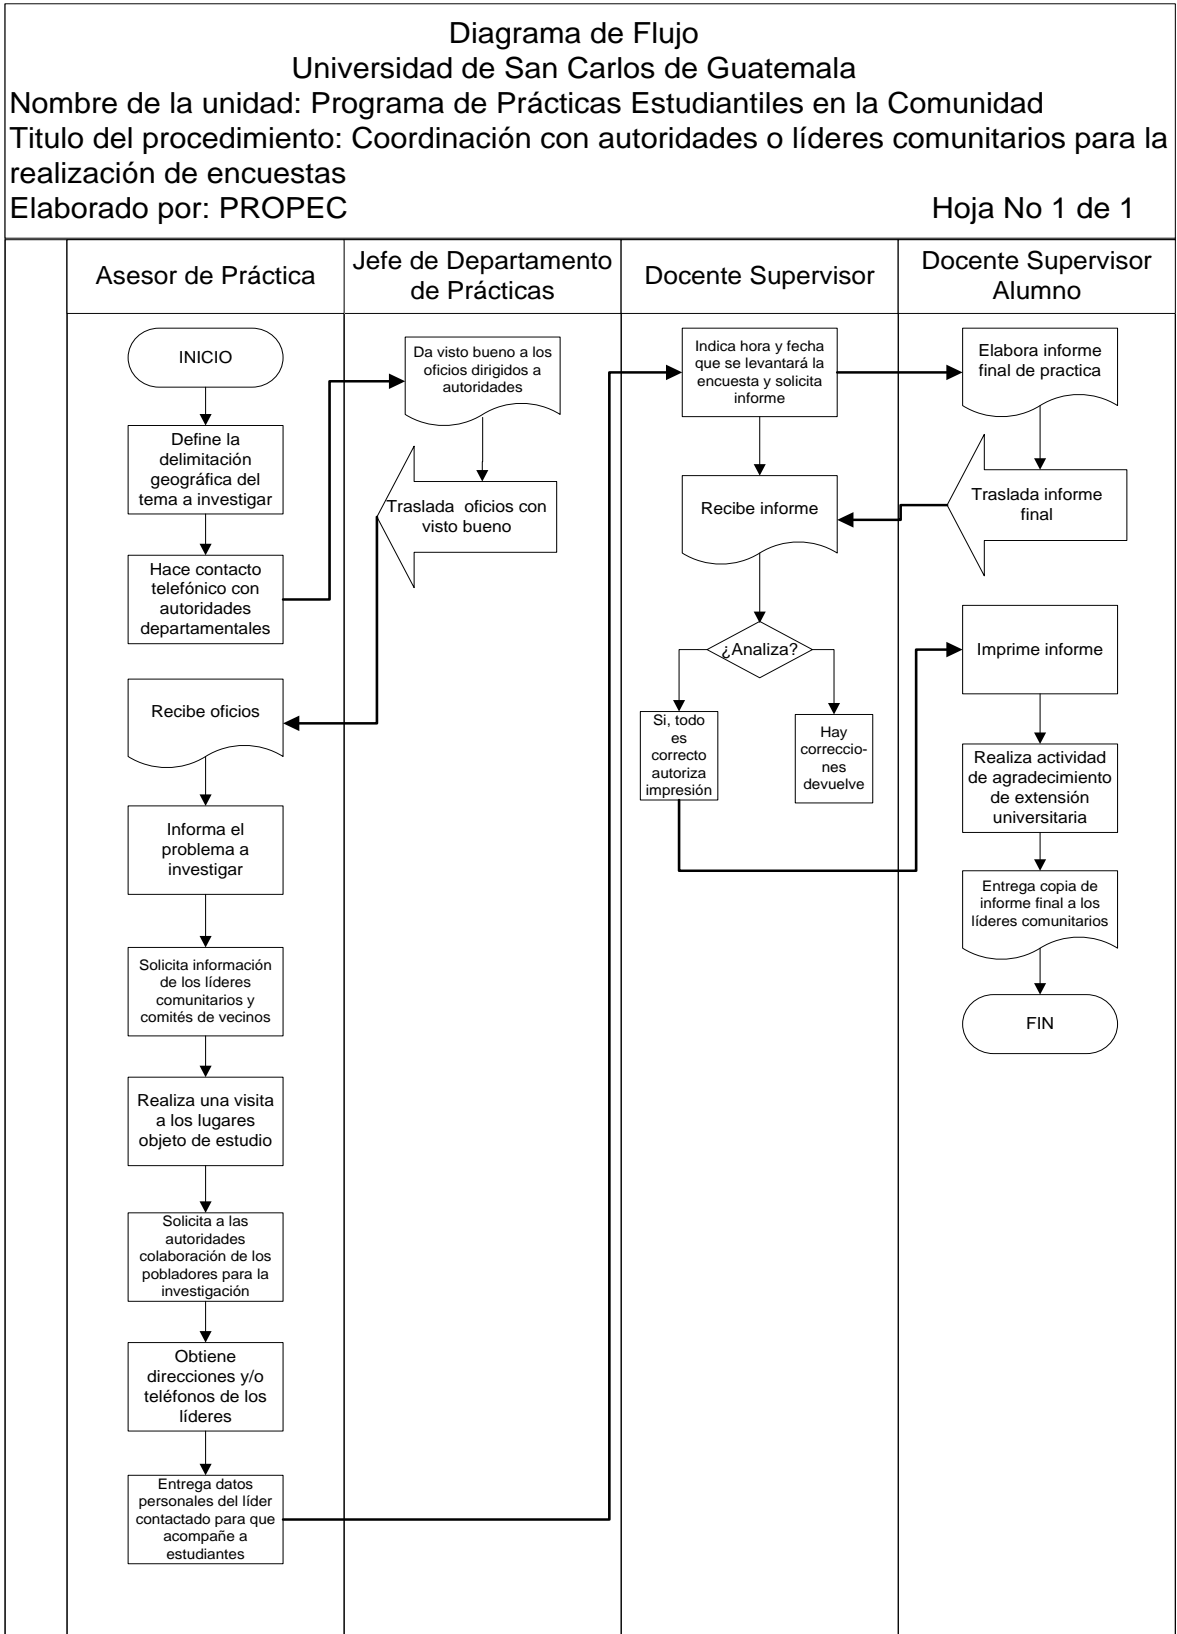 Diagrama de Flujo
Universidad de San Carlos de Guatemala
Nombre de la unidad: Programa de Prácticas Estudiantiles en la Comunidad
Titulo del procedimiento: Coordinación con autoridades o líderes comunitarios para la
realización de encuestas
Elaborado por: PROPEC
Hoja No 1 de 1
Asesor de Práctica
Jefe de Departamento
de Prácticas
Docente Supervisor
Docente Supervisor
Alumno
INICIO
Define la
delimitación
geográfica del
tema a investigar
Hace contacto
telefónico con
autoridades
departamentales
Da visto bueno a los
oficios dirigidos a
autoridades
Traslada  oficios con
visto bueno
Recibe oficios
Informa el
problema a
investigar
Solicita información
de los líderes
comunitarios y
comités de vecinos
Realiza una visita
a los lugares
objeto de estudio
Solicita a las
autoridades
colaboración de los
pobladores para la
investigación
Obtiene
direcciones y/o
teléfonos de los
líderes
Entrega datos
personales del líder
contactado para que
acompañe a
estudiantes
Indica hora y fecha
que se levantará la
encuesta y solicita
informe
Elabora informe
final de practica
Traslada informe
final
Recibe informe
¿Analiza?
Si, todo
es
correcto
autoriza
impresión
Hay
correccio-
nes
devuelve
Imprime informe
Realiza actividad
de agradecimiento
de extensión
universitaria
Entrega copia de
informe final a los
líderes comunitarios
FIN